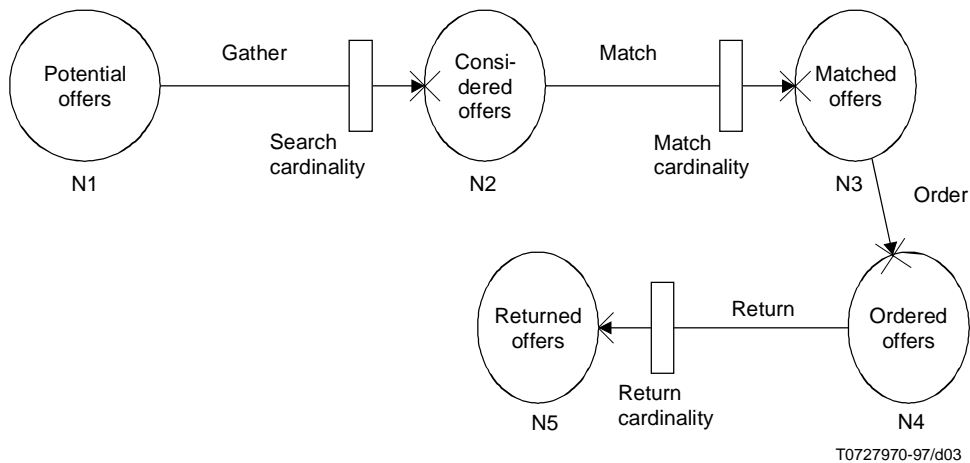 Potential
offers
Gather
Search
cardinality
N1
Consi-
dered
offers
N2
Match
Match
cardinality
Matched
offers
N3
Order
Ordered
offers
N4
Return
Return
cardinality
Returned
offers
N5
T0727970-97/d03